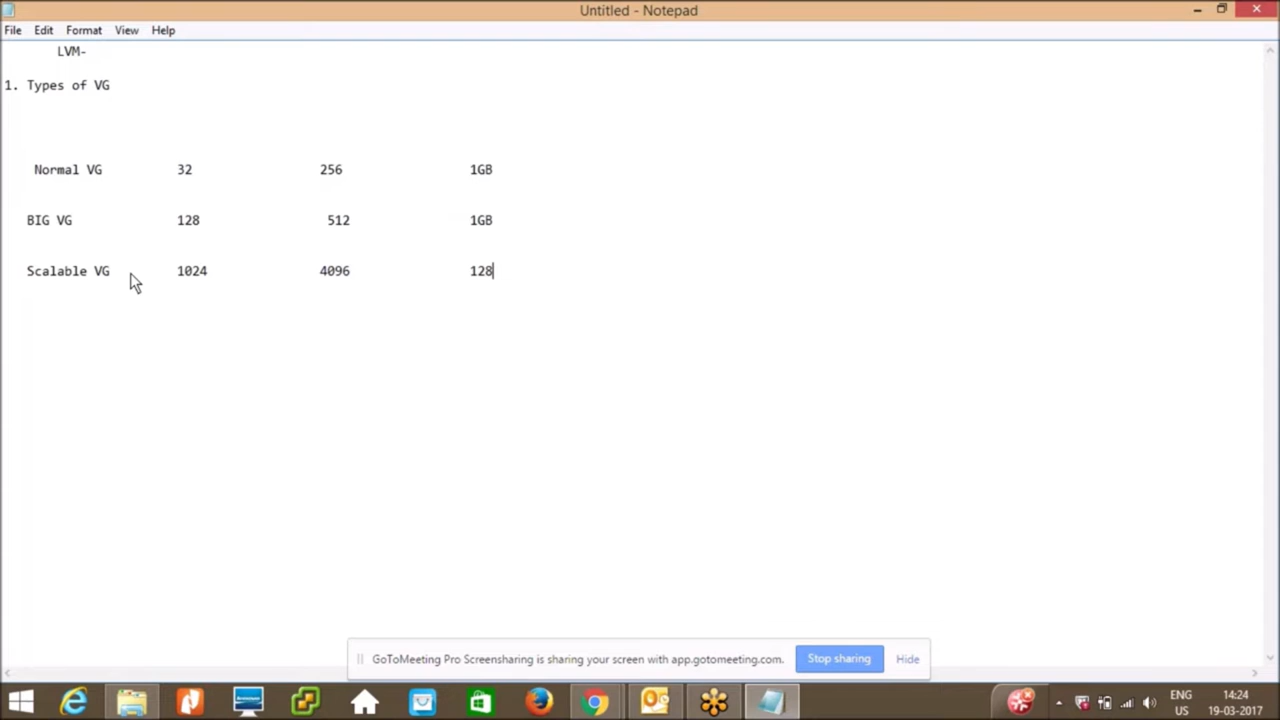 Untitled - Notepad
File Edit Format View Help
LVM-
1. Types of VG
Normal VG 32 256 1GB
BIG VG 128 512 1GB
Scalable VG 1024 4096 128
GoToMeeting Pro Screensharing is sharing your screen with app.gotomeeting.com. Stop sharing Hide
ENG 14:24
US 19-03-2017